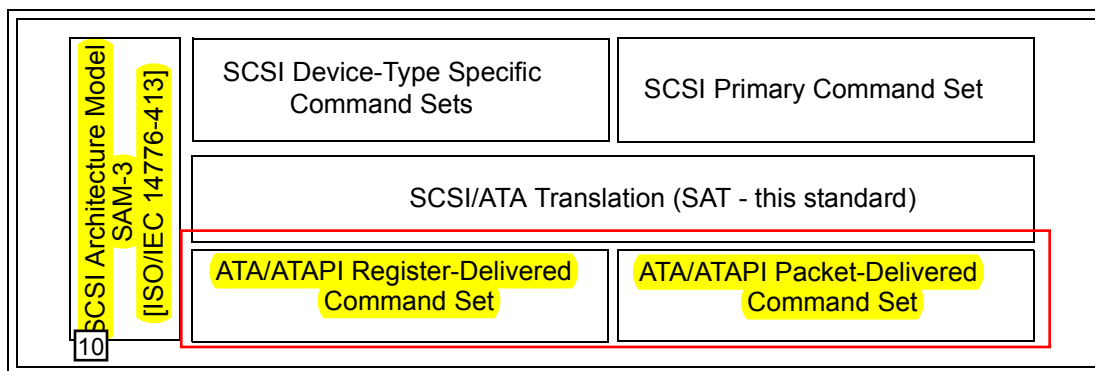 SCSI Architecture Model
SAM-3
[ISO/IEC 14776-413]
10
SCSI Device-Type Specific
Command Sets
SCSI Primary Command Set
SCSI/ATA Translation (SAT - this standard)
ATA/ATAPI Register-Delivered
Command Set
ATA/ATAPI Packet-Delivered
Command Set